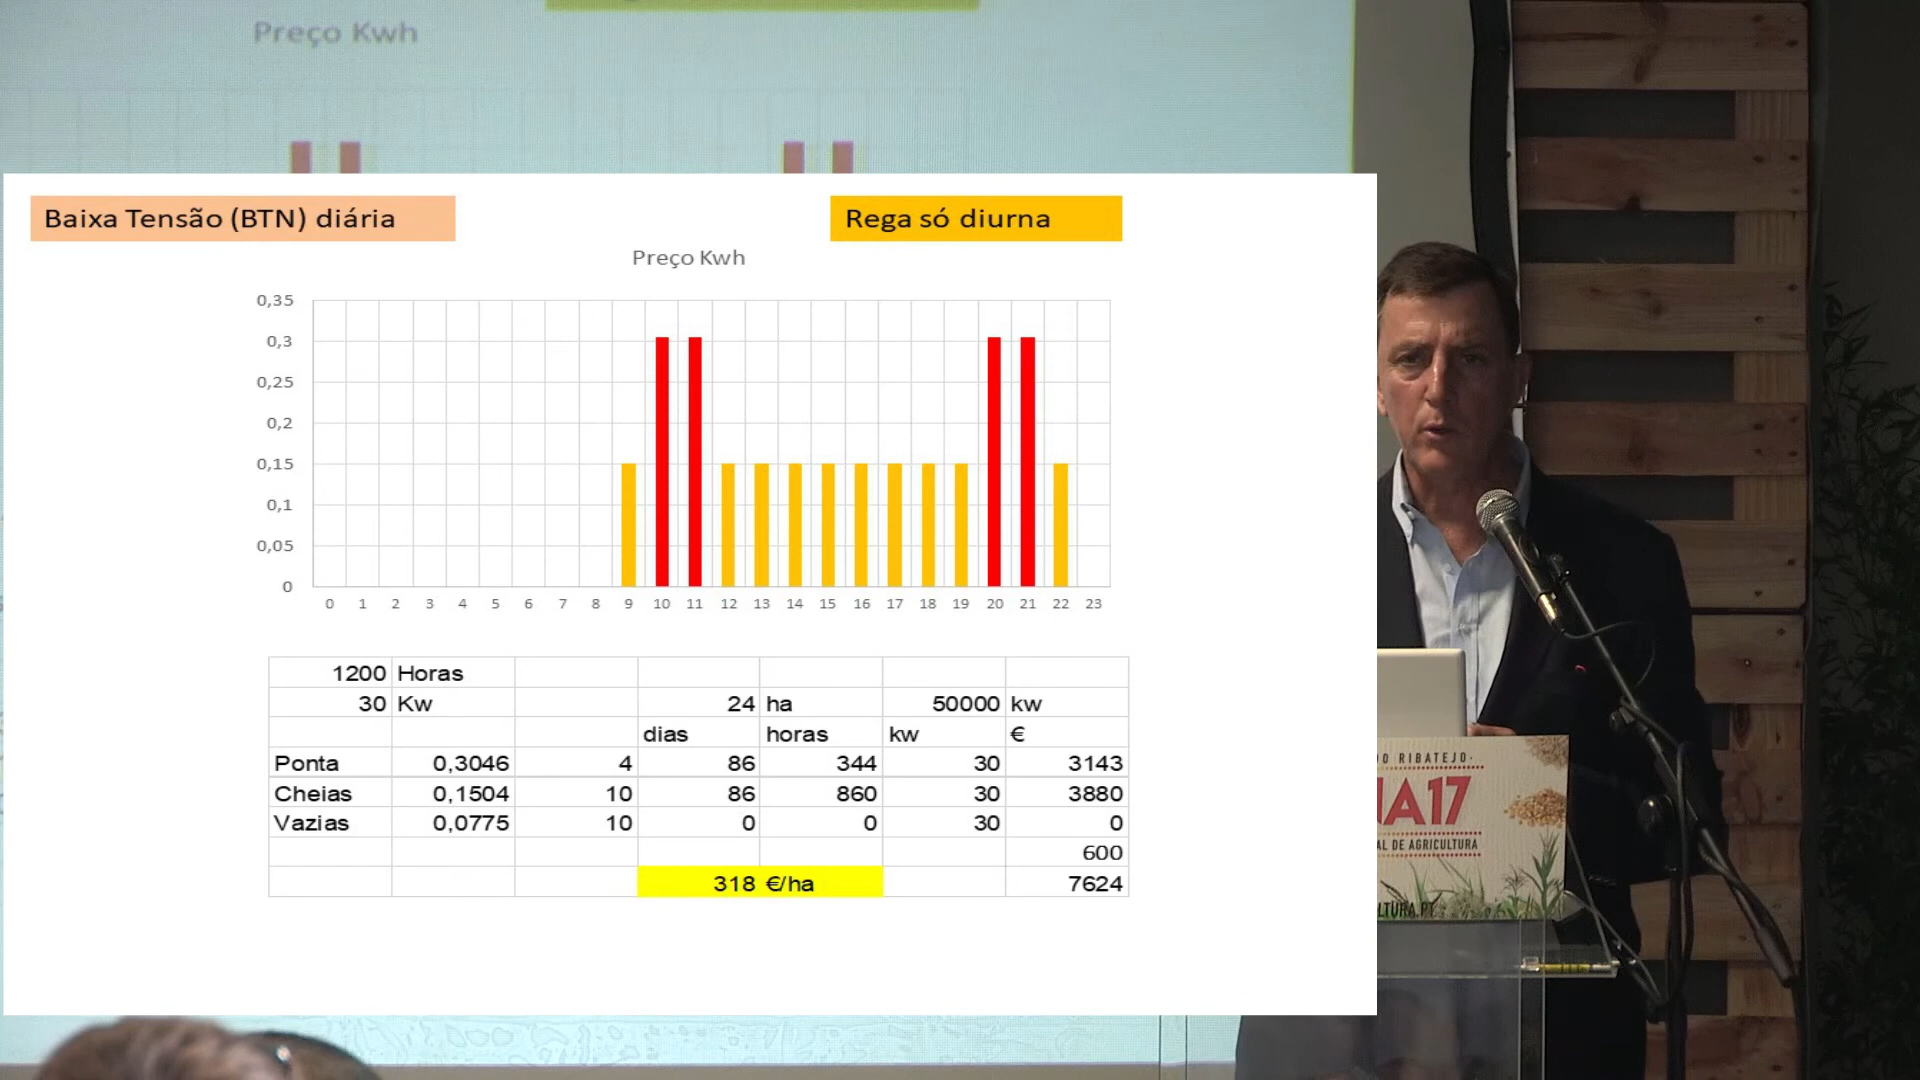 Preço Kwh
Baixa Tensão (BTN) diária
Rega só diurna
Preço Kwh
0,35
0,3
0,25
0,2
0,15
0,1
0,05
0
0 1 2 3 4 5 6 7 8 9 10 11 12 13 14 15 16 17 18 19 20 21 22 23
1200 Horas
30 Kw 24 ha 50000 kw
dias horas kw €
Ponta 0,3046 4 86 344 30 3143
Cheias 0,1504 10 86 860 30 3880
Vazias 0,0775 10 0 0 30 0
600
318 €/ha 7624
DO RIBATEJO·
A17
AL DE AGRICULTURA
LTURA.PT